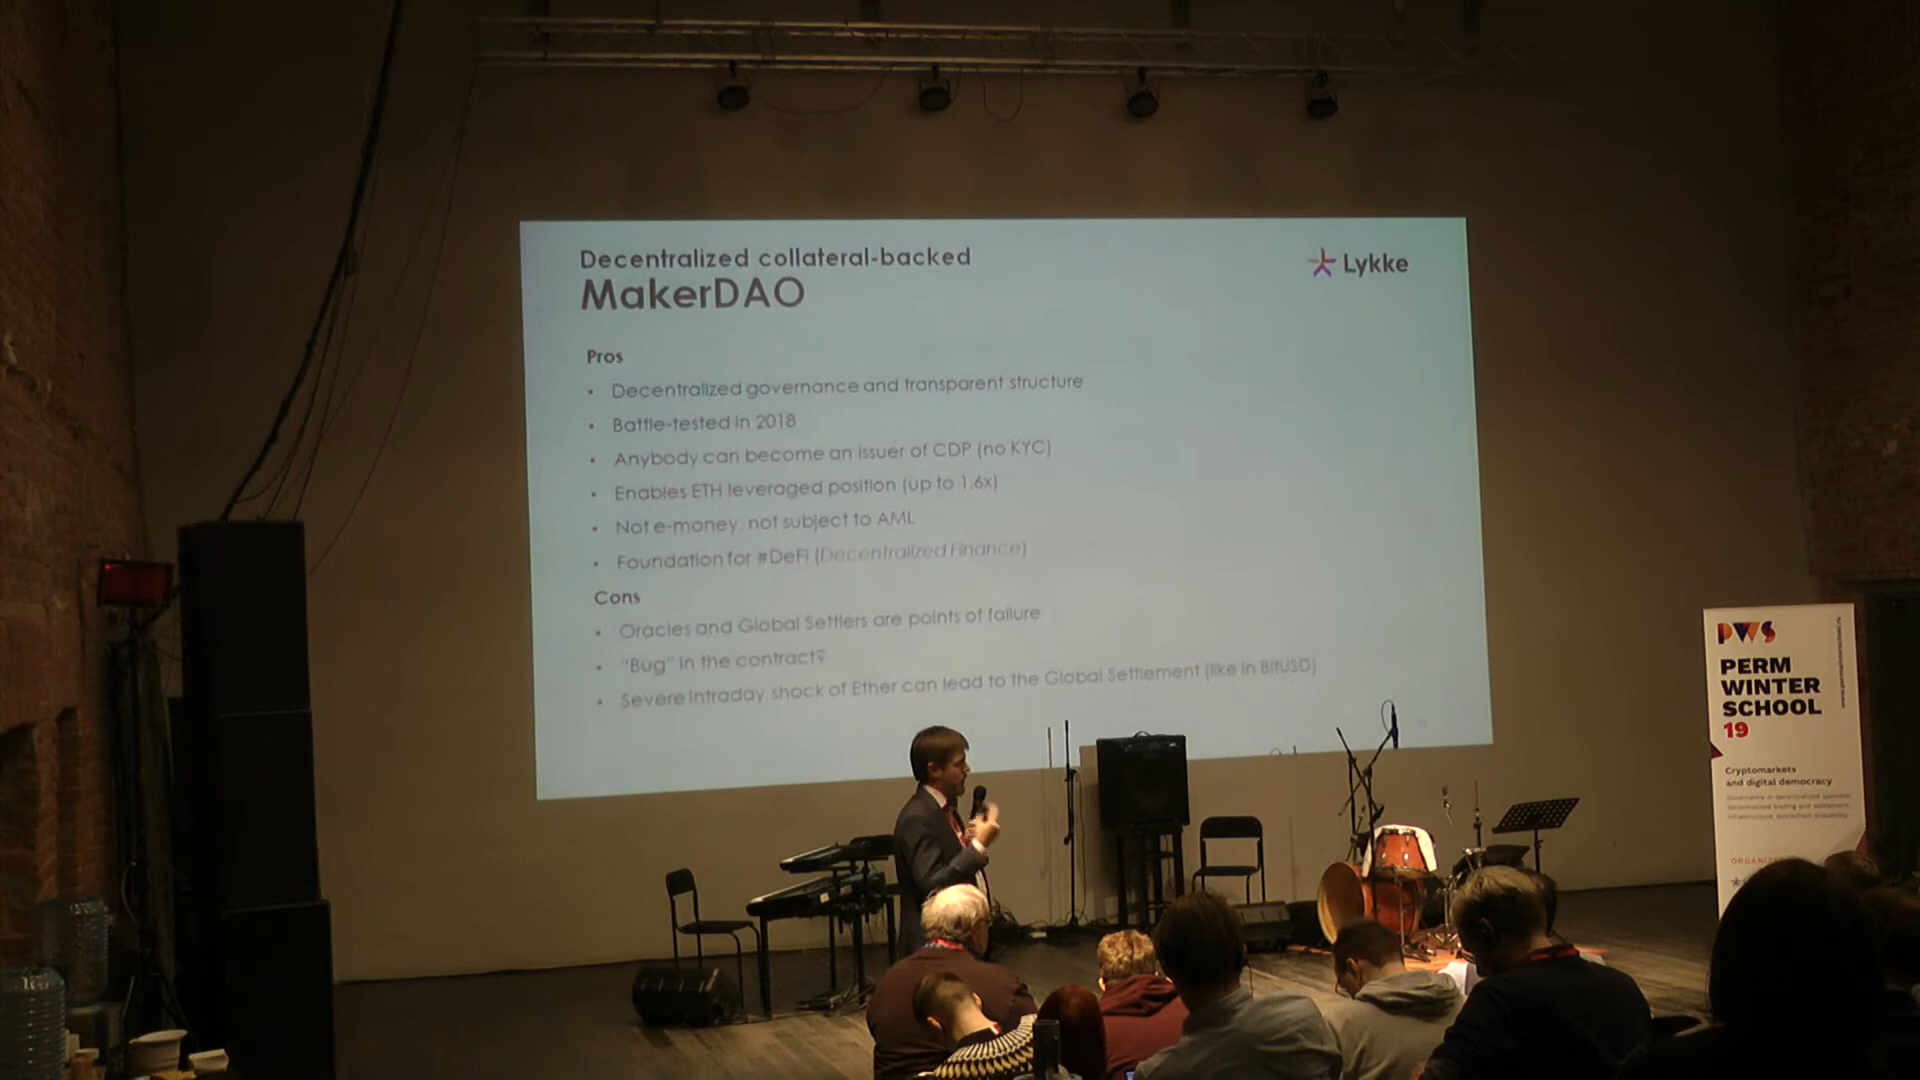 Decentralized collateral-backed
MakerDAO
Lykke
Pros
• Decentralized governance and transparent structure
• Battle-tested in 2018
• Anybody can become an issuer of CDP (no KYC)
• Enables ETH leveraged position (up to 1.6x)
• Not e-money, not subject to AML
• Foundation for #DeFi (Decentralized Finance)
Cons
• Oracles and Global Settlers are points of failure
• "Bug" in the contract?
• Severe intraday shock of Ether can lead to the Global Settlement (like in BitUSD)
PWS
PERM
WINTER
SCHOOL
19
Cryptomarkets
and digital democracy